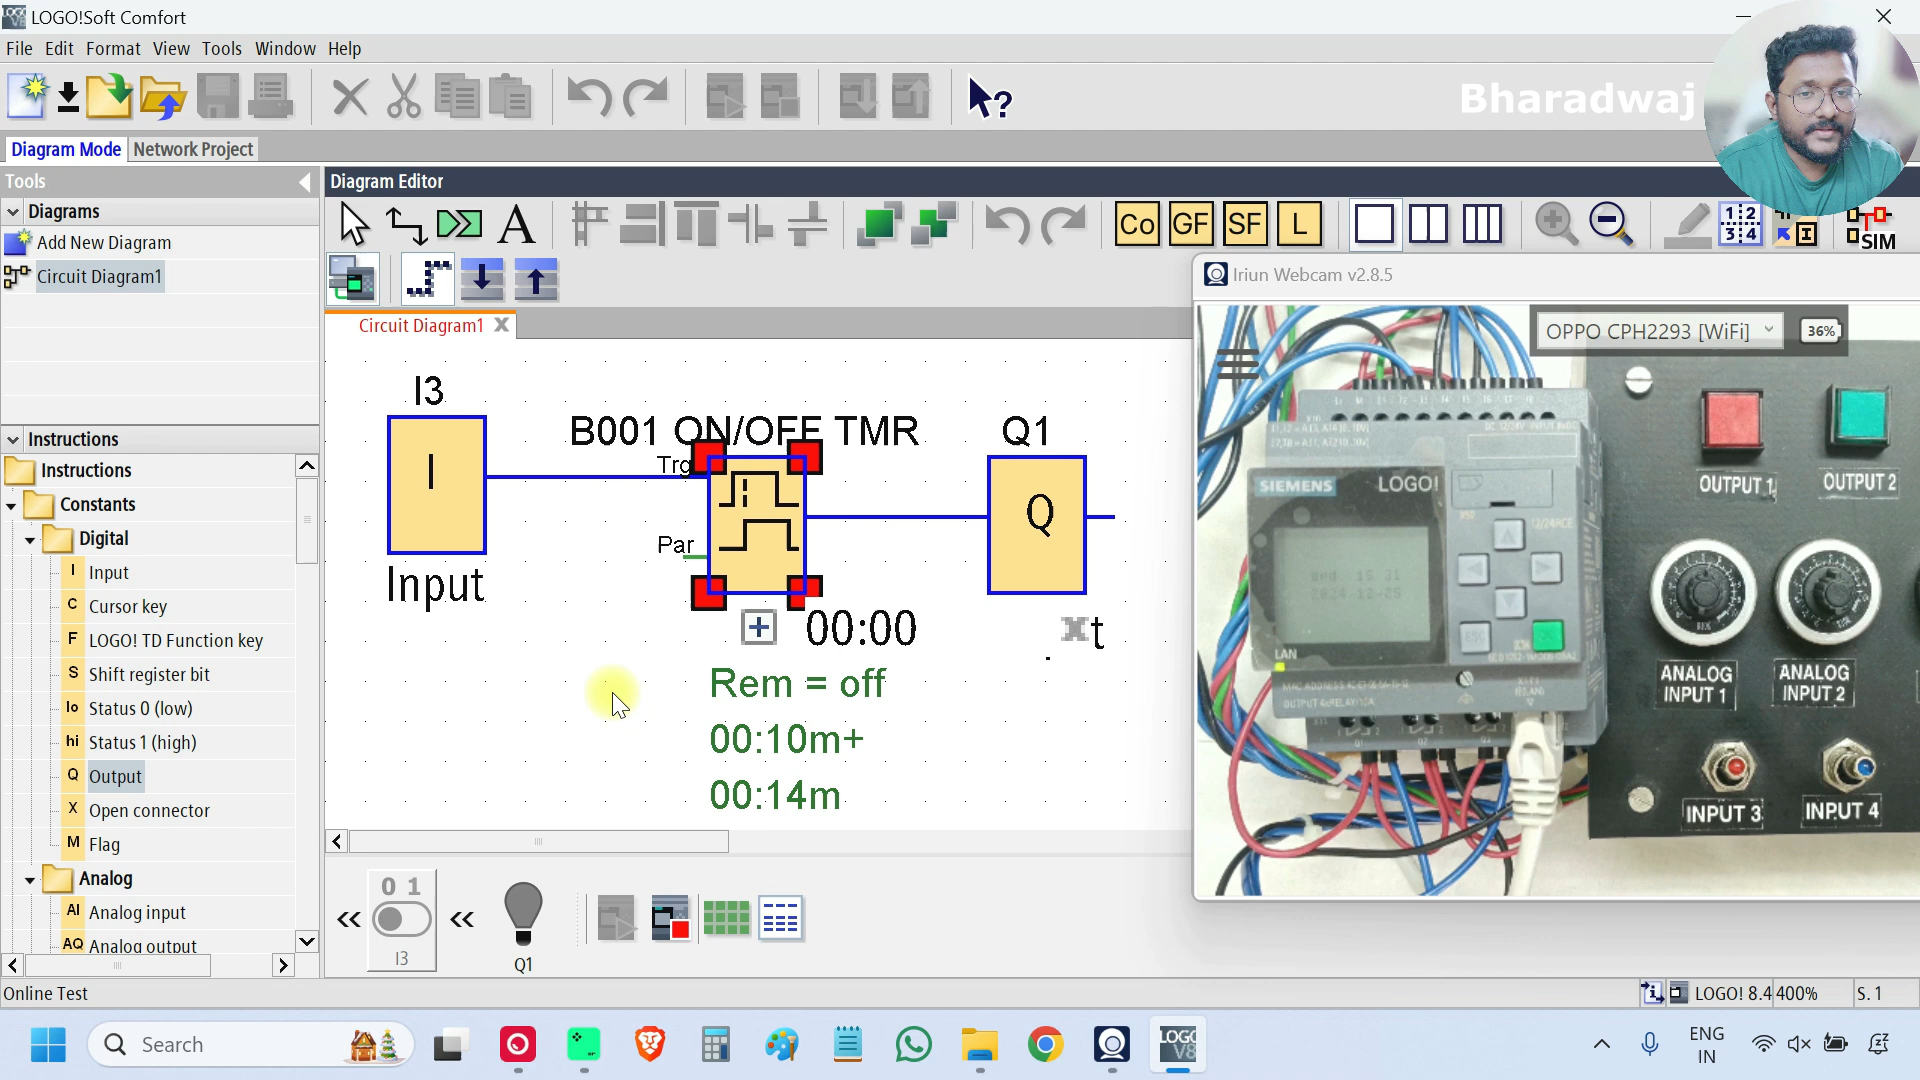 LOGO!Soft Comfort
File Edit Format View Tools Window Help
Bharadwaj
Diagram Mode Network Project
Tools
Diagram Editor
Diagrams
Add New Diagram
Circuit Diagram1
Co GF SF L
SIM
Iriun Webcam v2.8.5
Circuit Diagram1
OPPO CPH2293 [WiFi] 36%
Instructions
Instructions
Constants
Digital
Input
Cursor key
LOGO! TD Function key
Shift register bit
Status 0 (low)
Status 1 (high)
Output
Open connector
Flag
Analog
Analog input
Analog output
I3
I
Input
B001 ON/OFF TMR
Trg
Par
00:00
Rem = off
00:10m+
00:14m
Q1
Q
SIEMENS LOGO!
LAN
OUTPUT 1
OUTPUT 2
ANALOG INPUT 1
ANALOG INPUT 2
INPUT 3
INPUT 4
0 1
I3
Q1
Online Test
LOGO! 8.4 400% S. 1
Search
ENG
IN